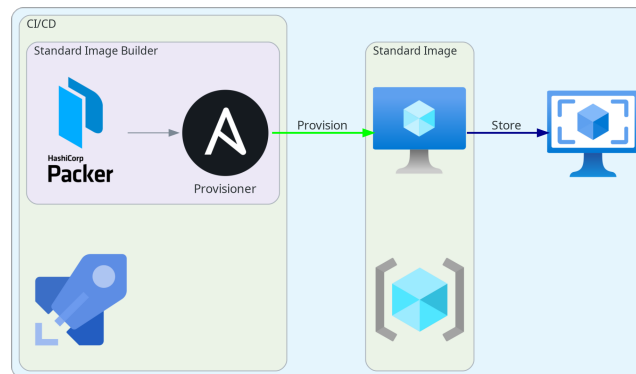 CI/CD
Standard Image Builder
Standard Image
HashiCorp
Packer
Provisioner
Provision
Store